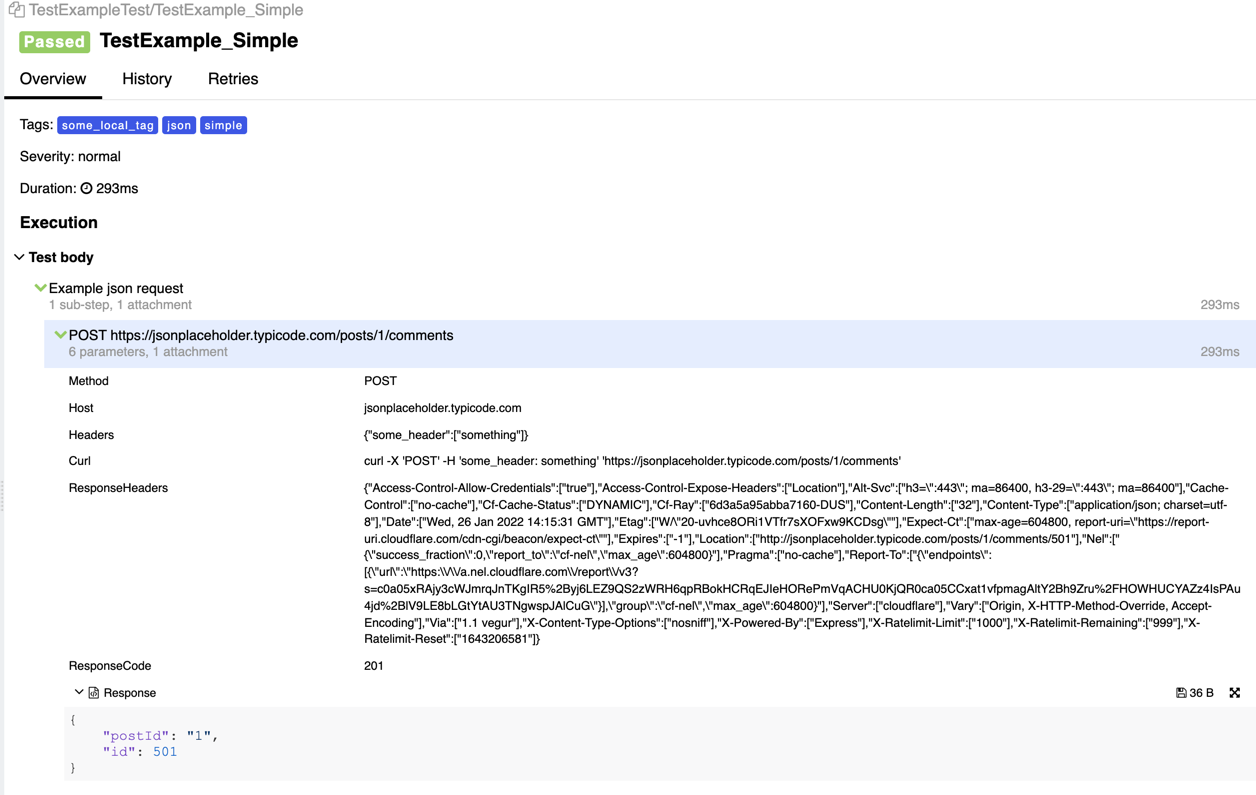 TestExampleTest/TestExample_Simple
Passed TestExample_Simple
Overview History Retries
Tags: some_local_tag json simple
Severity: normal
Duration: 293ms
Execution
Test body
Example json request
1 sub-step, 1 attachment 293ms
POST https://jsonplaceholder.typicode.com/posts/1/comments
6 parameters, 1 attachment 293ms
Method POST
Host jsonplaceholder.typicode.com
Headers {"some_header":["something"]}
Curl curl -X 'POST' -H 'some_header: something' 'https://jsonplaceholder.typicode.com/posts/1/comments'
ResponseHeaders {"Access-Control-Allow-Credentials":["true"],"Access-Control-Expose-Headers":["Location"],"Alt-Svc":["h3=\":443\"; ma=86400, h3-29=\":443\"; ma=86400"],"Cache-
Control":["no-cache"],"Cf-Cache-Status":["DYNAMIC"],"Cf-Ray":["6d3a5a95abba7160-DUS"],"Content-Length":["32"],"Content-Type":["application/json; charset=utf-
8"],"Date":["Wed, 26 Jan 2022 14:15:31 GMT"],"Etag":["W/\"20-uvhce8ORi1VTfr7sXOFxw9KCDsg\""],"Expect-Ct":["max-age=604800, report-uri=\"https://report-
uri.cloudflare.com/cdn-cgi/beacon/expect-ct\""],"Expires":["-1"],"Location":["http://jsonplaceholder.typicode.com/posts/1/comments/501"],"Nel":["
{\"success_fraction\":0,\"report_to\":\"cf-nel\",\"max_age\":604800}"],"Pragma":["no-cache"],"Report-To":["{\"endpoints\":
[{\"url\":\"https:\/\/a.nel.cloudflare.com\/report\/v3?
s=c0a05xRAjy3cWJmrqJnTKgIR5%2Byj6LEZ9QS2zWRH6qpRBokHCRqEJIeHORePmVqACHU0KjQR0ca05CCxat1vfpmagAltY2Bh9Zru%2FHOWHUCYAZz4IsPAu
4jd%2BlV9LE8bLGtYtAU3TNgwspJAlCuG\"}],\"group\":\"cf-nel\",\"max_age\":604800}"],"Server":["cloudflare"],"Vary":["Origin, X-HTTP-Method-Override, Accept-
Encoding"],"Via":["1.1 vegur"],"X-Content-Type-Options":["nosniff"],"X-Powered-By":["Express"],"X-Ratelimit-Limit":["1000"],"X-Ratelimit-Remaining":["999"],"X-
Ratelimit-Reset":["1643206581"]}
ResponseCode 201
Response 36 B
{
"postId": "1",
"id": 501
}